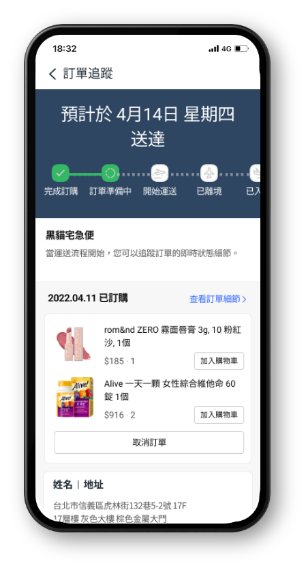 18:32
4G
訂單追蹤
預計於 4月14日 星期四
送達
完成訂購 訂單準備中 開始運送 已離境 已入
黑貓宅急便
當運送流程開始，您可以追蹤訂單的即時狀態細節。
2022.04.11 已訂購 查看訂單細節
rom&nd ZERO 霧面唇膏 3g, 10 粉紅
沙, 1個
$185 · 1 加入購物車
Alive!
Alive 一天一顆 女性綜合維他命 60
錠 1個
$916 · 2 加入購物車
取消訂單
姓名｜地址
台北市信義區虎林街132巷5-2號 17F
17層樓 灰色大樓 棕色金屬大門